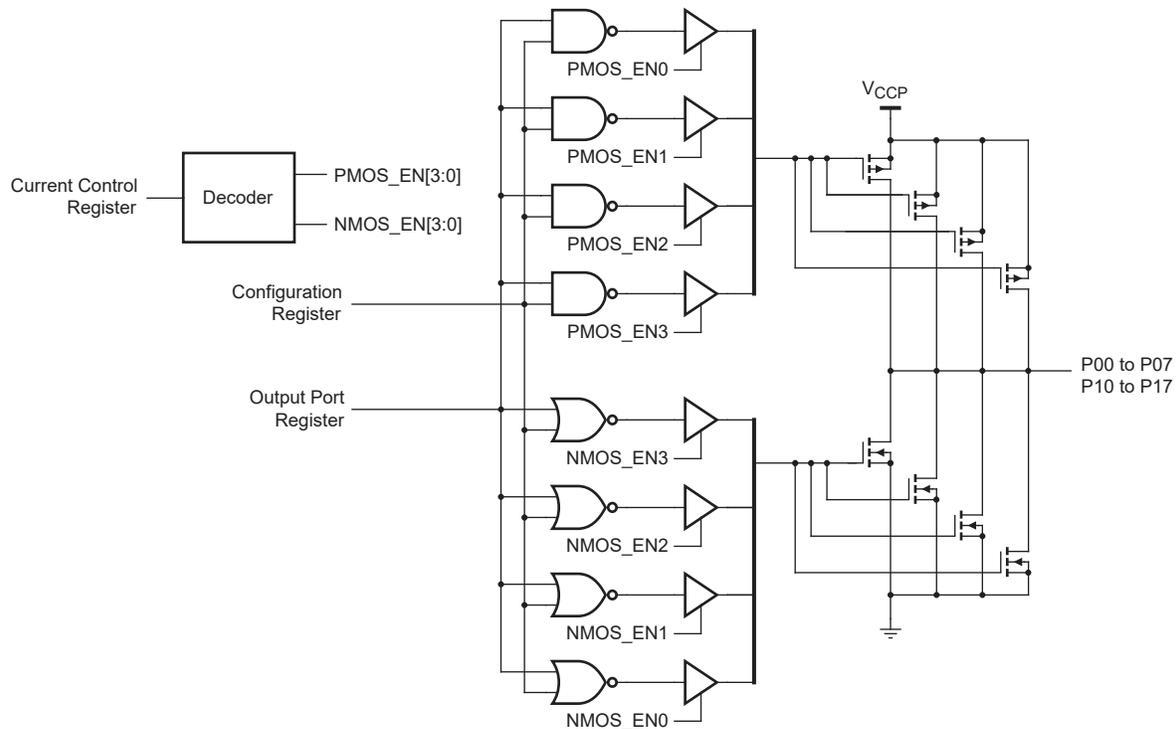 PMOS_EN0
V_CCP
PMOS_EN1
Current Control
Register
Decoder
PMOS_EN[3:0]
NMOS_EN[3:0]
PMOS_EN2
Configuration
Register
PMOS_EN3
P00 to P07
P10 to P17
Output Port
Register
NMOS_EN3
NMOS_EN2
NMOS_EN1
NMOS_EN0